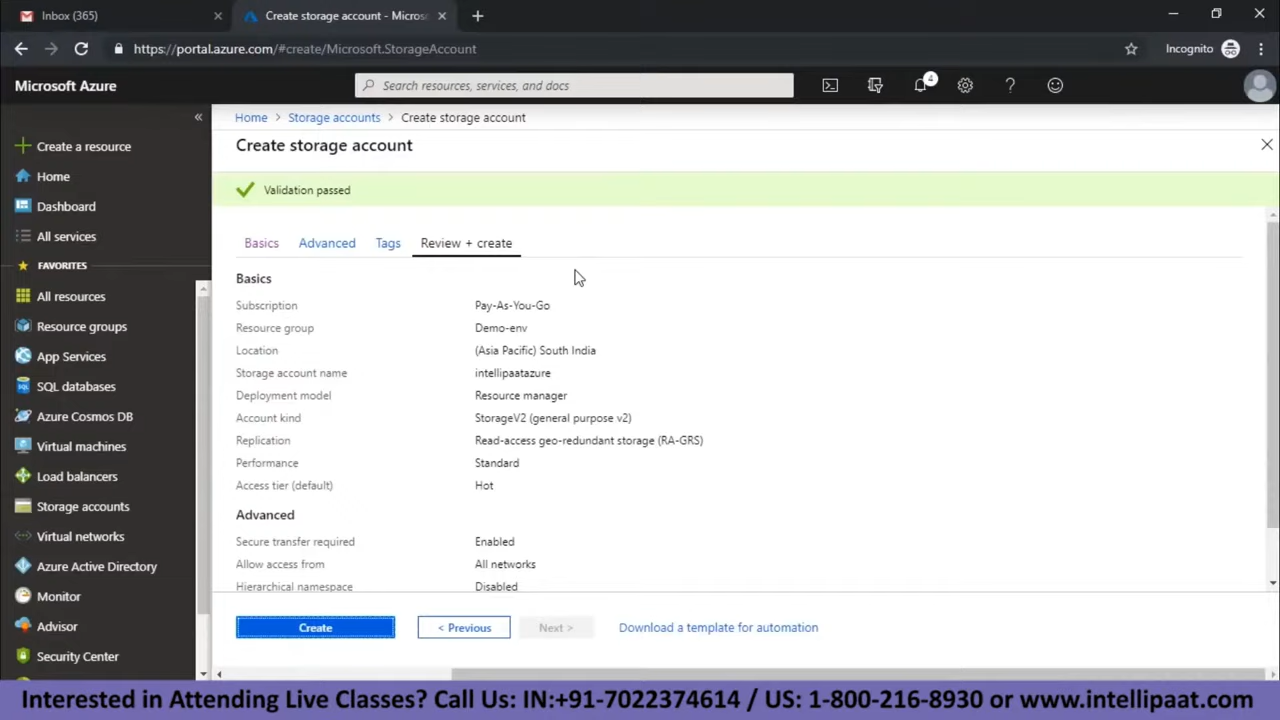 Inbox (365)
Create storage account - Micros
https://portal.azure.com/#create/Microsoft.StorageAccount
Incognito
Microsoft Azure
Search resources, services, and docs
4
Home > Storage accounts > Create storage account
Create storage account
Validation passed
Create a resource
Home
Dashboard
All services
FAVORITES
All resources
Resource groups
App Services
SQL databases
Azure Cosmos DB
Virtual machines
Load balancers
Storage accounts
Virtual networks
Azure Active Directory
Monitor
Advisor
Security Center
Basics Advanced Tags Review + create
Basics
Subscription Pay-As-You-Go
Resource group Demo-env
Location (Asia Pacific) South India
Storage account name intellipaatazure
Deployment model Resource manager
Account kind StorageV2 (general purpose v2)
Replication Read-access geo-redundant storage (RA-GRS)
Performance Standard
Access tier (default) Hot
Advanced
Secure transfer required Enabled
Allow access from All networks
Hierarchical namespace Disabled
Create < Previous Next > Download a template for automation
Interested in Attending Live Classes? Call Us: IN:+91-7022374614 / US: 1-800-216-8930 or www.intellipaat.com